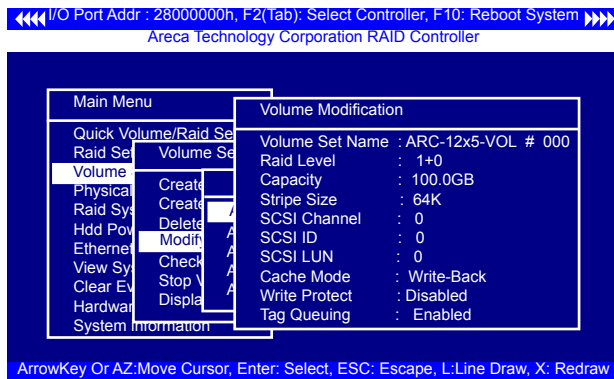 I/O Port Addr : 28000000h, F2(Tab): Select Controller, F10: Reboot System
Areca Technology Corporation RAID Controller
Main Menu
Quick Volume/Raid Se
Raid Set
Volume
Physical
Raid Sys
Hdd Pow
Ethernet
View Sy
Clear Ev
Hardwar
System Information
Volume Se
Create
Create
Delete
Modify
Check
Stop V
Displa
A
A
A
A
A
Volume Modification
Volume Set Name : ARC-12x5-VOL # 000
Raid Level : 1+0
Capacity : 100.0GB
Stripe Size : 64K
SCSI Channel : 0
SCSI ID : 0
SCSI LUN : 0
Cache Mode : Write-Back
Write Protect : Disabled
Tag Queuing : Enabled
ArrowKey Or AZ:Move Cursor, Enter: Select, ESC: Escape, L:Line Draw, X: Redraw